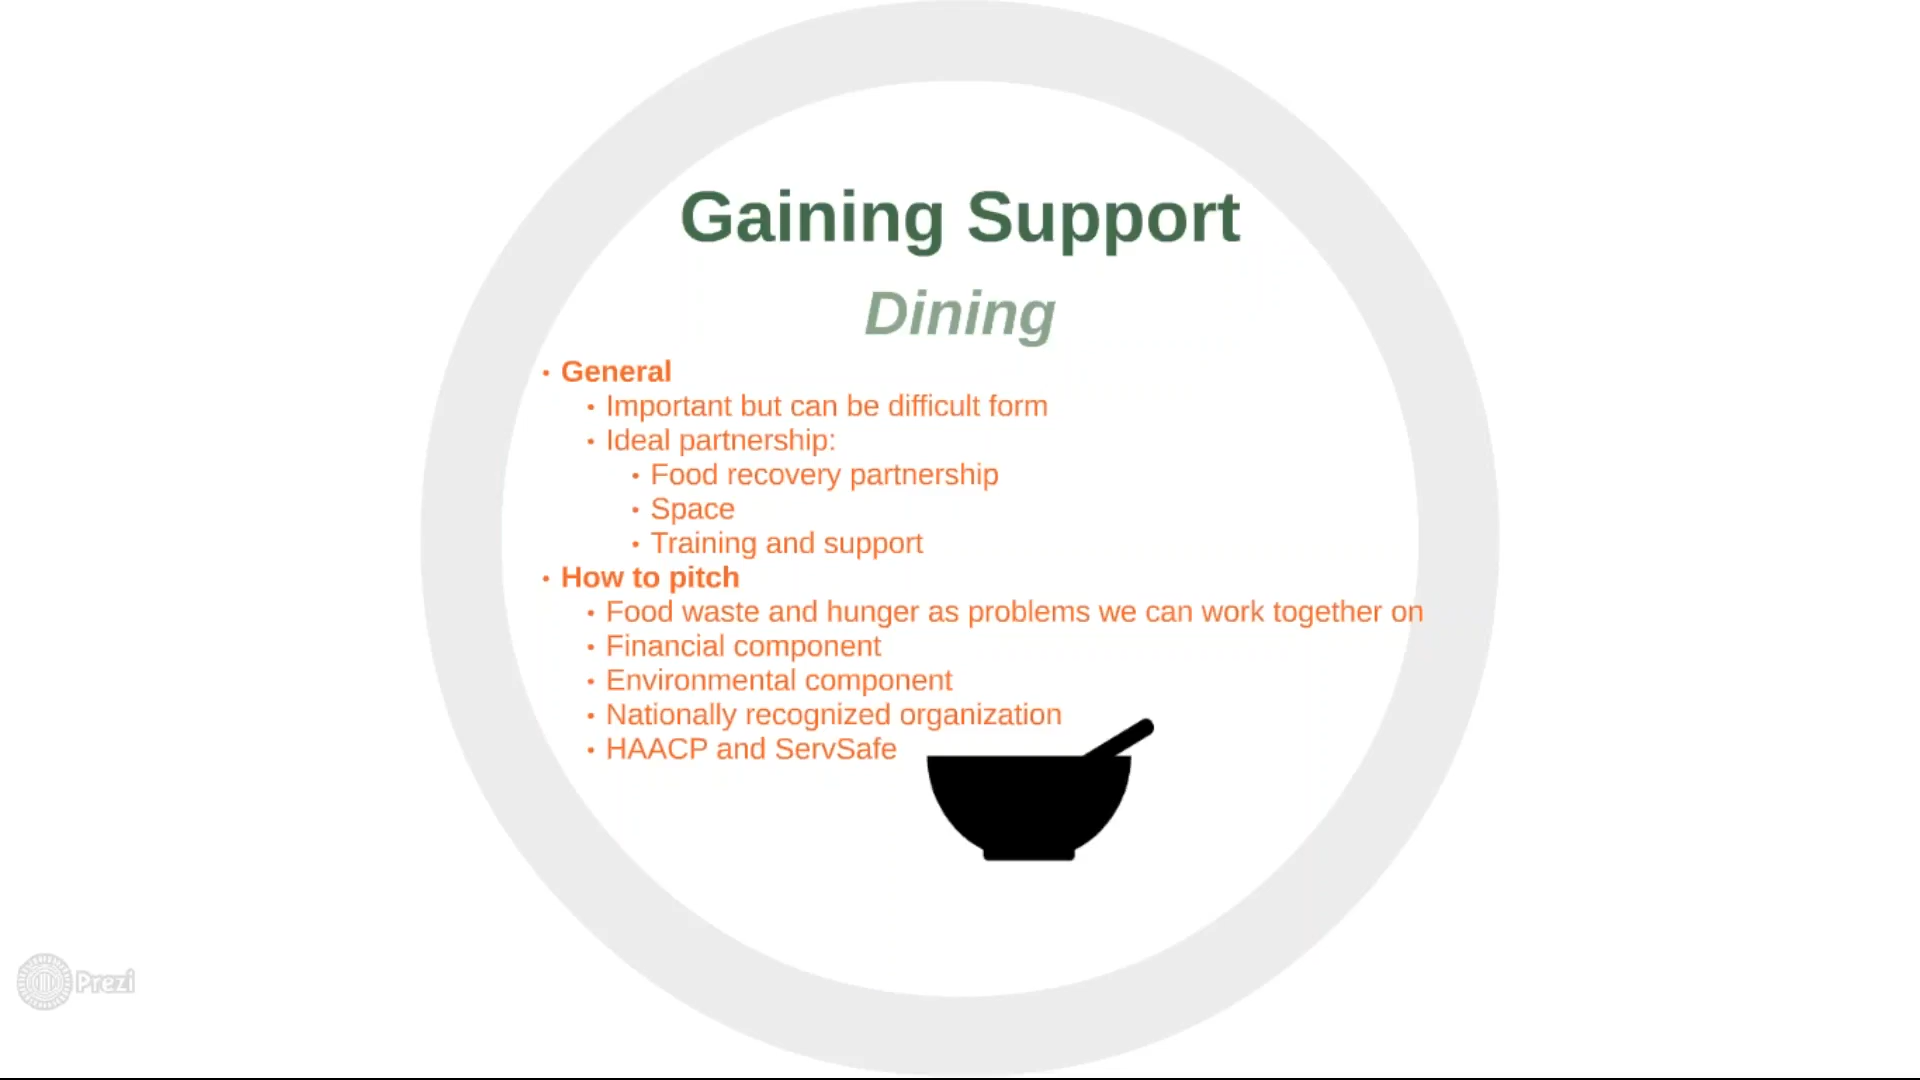 Gaining Support
Dining
• General
• Important but can be difficult form
• Ideal partnership:
• Food recovery partnership
• Space
• Training and support
• How to pitch
• Food waste and hunger as problems we can work together on
• Financial component
• Environmental component
• Nationally recognized organization
• HAACP and ServSafe
Prezi